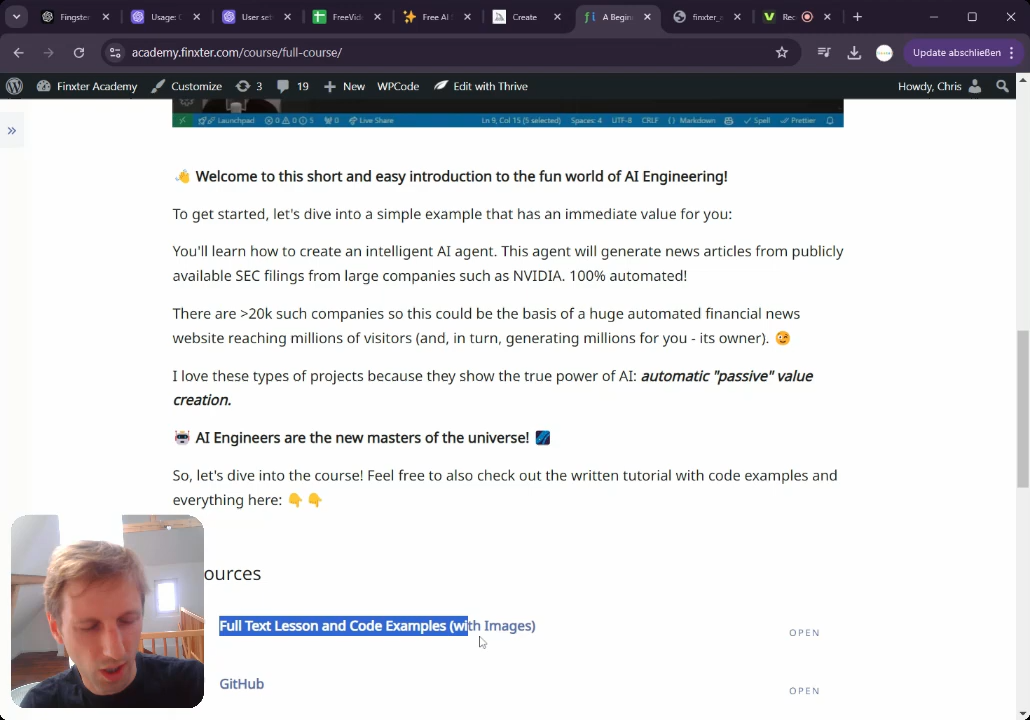 Fingster
Usage: C
User set
FreeVid
Free AI S
Create
A Begin
finxter_a
Rec
academy.finxter.com/course/full-course/
Update abschließen
Finxter Academy
Customize
3
19
New
WPCode
Edit with Thrive
Howdy, Chris
Launchpad
0
0
5
0
Live Share
Ln 9, Col 15 (5 selected)
Spaces: 4
UTF-8
CRLF
Markdown
Spell
Prettier
👋 Welcome to this short and easy introduction to the fun world of AI Engineering!
To get started, let's dive into a simple example that has an immediate value for you:
You'll learn how to create an intelligent AI agent. This agent will generate news articles from publicly
available SEC filings from large companies such as NVIDIA. 100% automated!
There are >20k such companies so this could be the basis of a huge automated financial news
website reaching millions of visitors (and, in turn, generating millions for you - its owner). 😉
I love these types of projects because they show the true power of AI: automatic "passive" value
creation.
🤖 AI Engineers are the new masters of the universe! 🌌
So, let's dive into the course! Feel free to also check out the written tutorial with code examples and
everything here: 👇👇
ources
Full Text Lesson and Code Examples (with Images)
OPEN
GitHub
OPEN